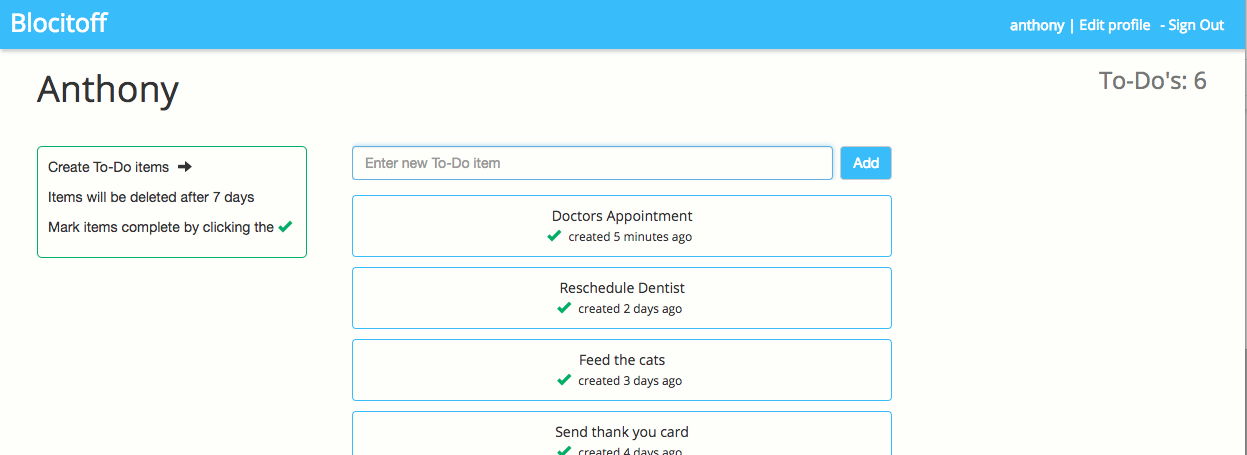 Blocitoff
anthony | Edit profile - Sign Out
Anthony
To-Do's: 6
Create To-Do items
Items will be deleted after 7 days
Mark items complete by clicking the
Enter new To-Do item
Add
Doctors Appointment
created 5 minutes ago
Reschedule Dentist
created 2 days ago
Feed the cats
created 3 days ago
Send thank you card
created 4 days ago